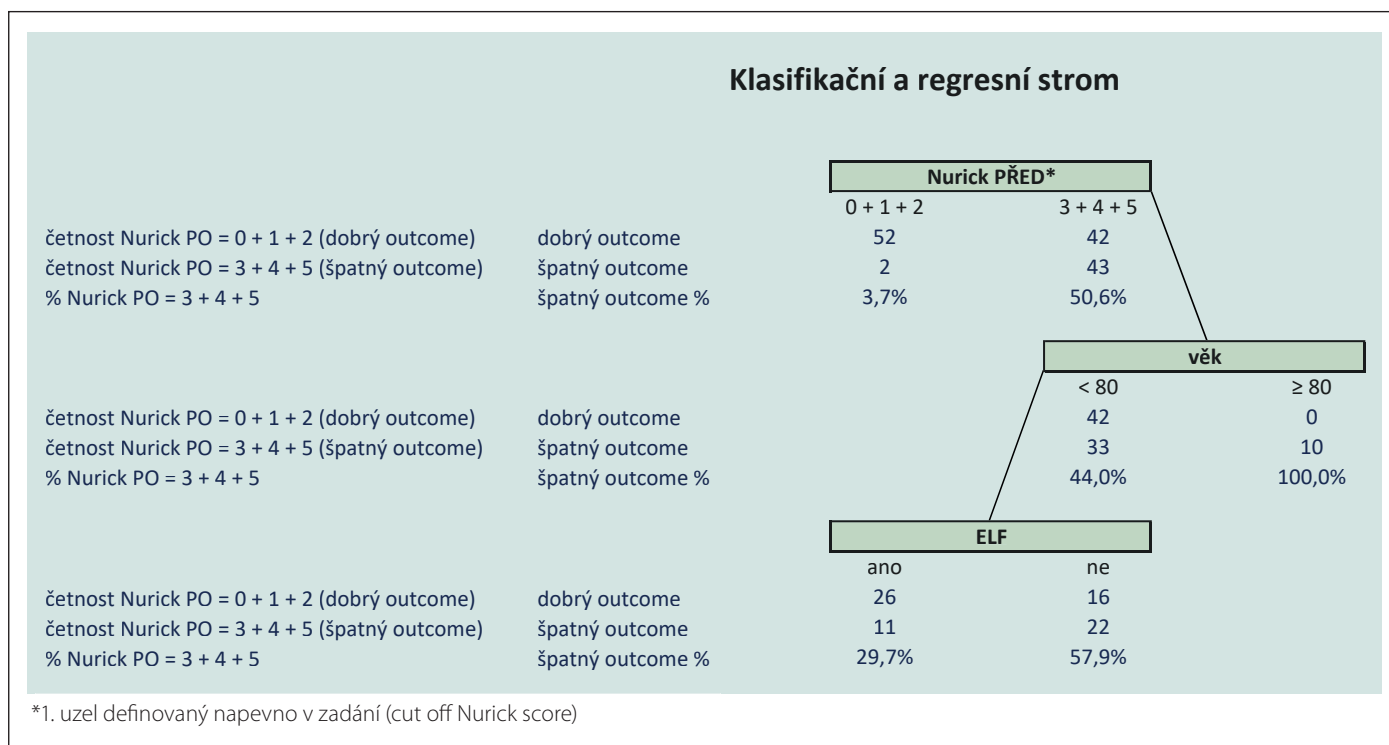 Klasifikační a regresní strom
Nurick PŘED*
0 + 1 + 2 3 + 4 + 5
četnost Nurick PO = 0 + 1 + 2 (dobrý outcome) dobrý outcome 52 42
četnost Nurick PO = 3 + 4 + 5 (špatný outcome) špatný outcome 2 43
% Nurick PO = 3 + 4 + 5 špatný outcome % 3,7% 50,6%
věk
< 80 ≥ 80
četnost Nurick PO = 0 + 1 + 2 (dobrý outcome) dobrý outcome 42 0
četnost Nurick PO = 3 + 4 + 5 (špatný outcome) špatný outcome 33 10
% Nurick PO = 3 + 4 + 5 špatný outcome % 44,0% 100,0%
ELF
ano ne
četnost Nurick PO = 0 + 1 + 2 (dobrý outcome) dobrý outcome 26 16
četnost Nurick PO = 3 + 4 + 5 (špatný outcome) špatný outcome 11 22
% Nurick PO = 3 + 4 + 5 špatný outcome % 29,7% 57,9%
*1. uzel definovaný napevno v zadání (cut off Nurick score)